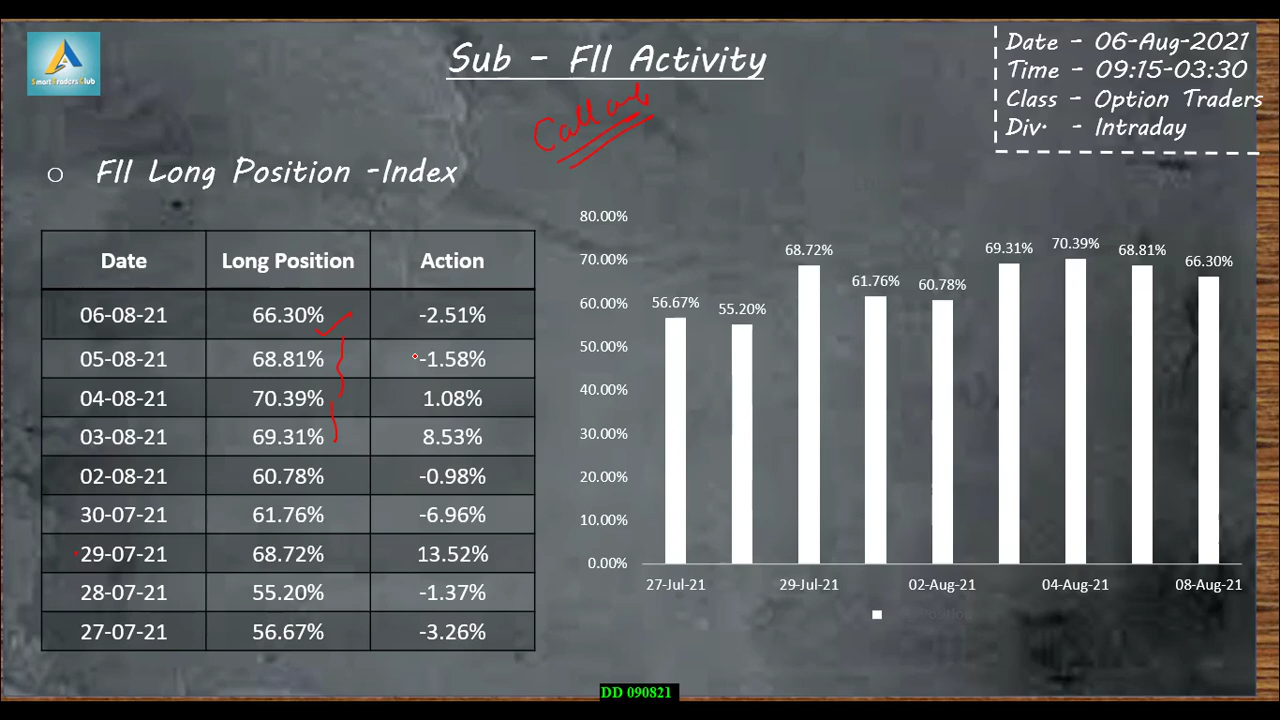 Smart Traders Club
Sub - FII Activity
Date - 06-Aug-2021
Time - 09:15-03:30
Class - Option Traders
Div. - Intraday
Call
FII Long Position -Index
Date Long Position Action
06-08-21 66.30% -2.51%
05-08-21 68.81% -1.58%
04-08-21 70.39% 1.08%
03-08-21 69.31% 8.53%
02-08-21 60.78% -0.98%
30-07-21 61.76% -6.96%
29-07-21 68.72% 13.52%
28-07-21 55.20% -1.37%
27-07-21 56.67% -3.26%
80.00%
70.00%
60.00%
50.00%
40.00%
30.00%
20.00%
10.00%
0.00%
56.67% 55.20% 68.72% 61.76% 60.78% 69.31% 70.39% 68.81% 66.30%
27-Jul-21 29-Jul-21 02-Aug-21 04-Aug-21 08-Aug-21
DD 090821